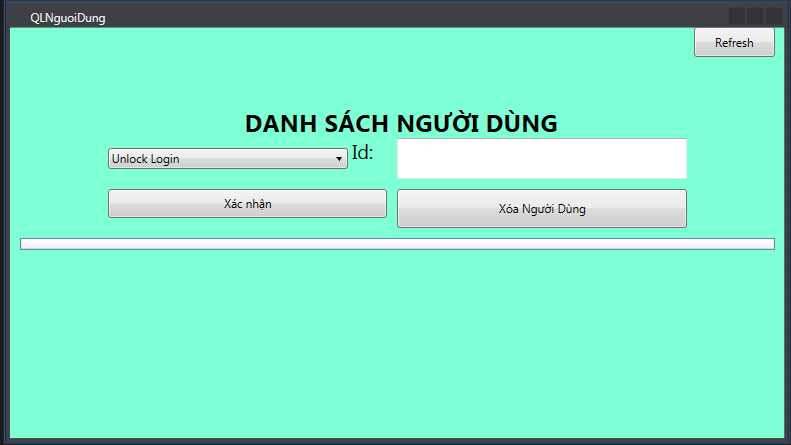 QLNguoiDung
Refresh
DANH SÁCH NGƯỜI DÙNG
Unlock Login
Id:
Xác nhận
Xóa Người Dùng